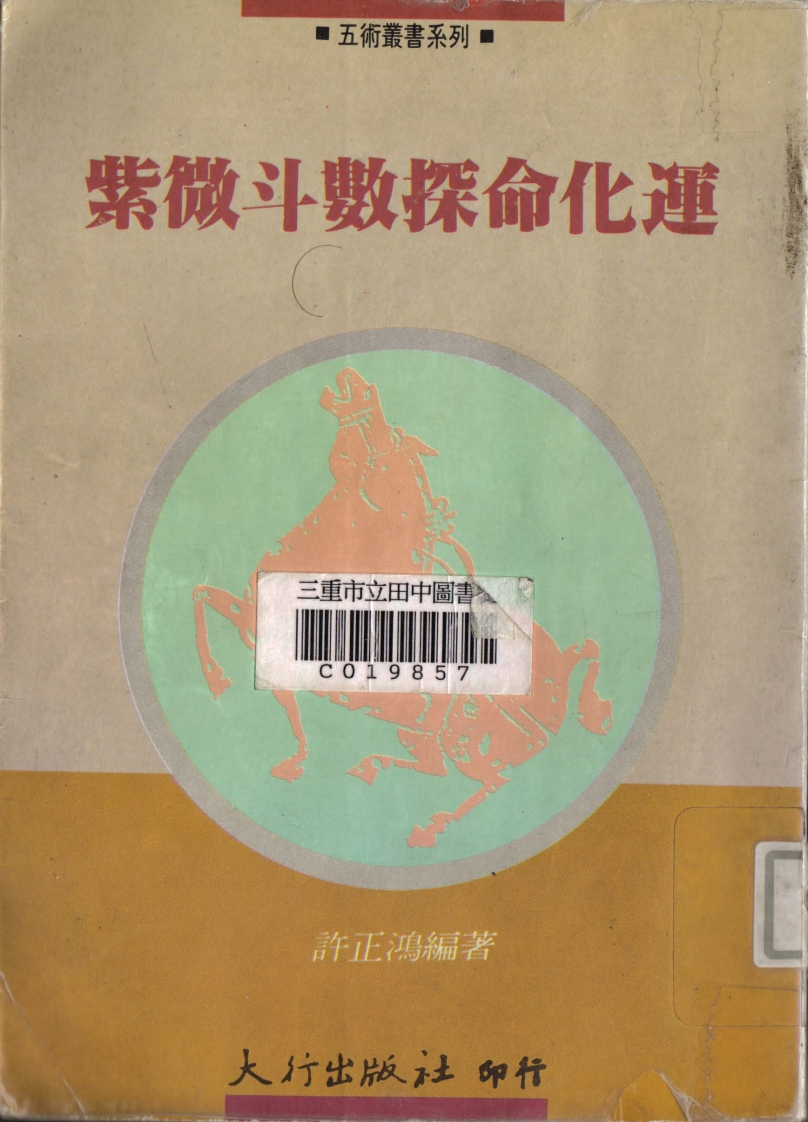 ■ 五術叢書系列 ■
紫微斗數探命化運
三重市立田中圖書
C019857
許正鴻編著
大行出版社 印行